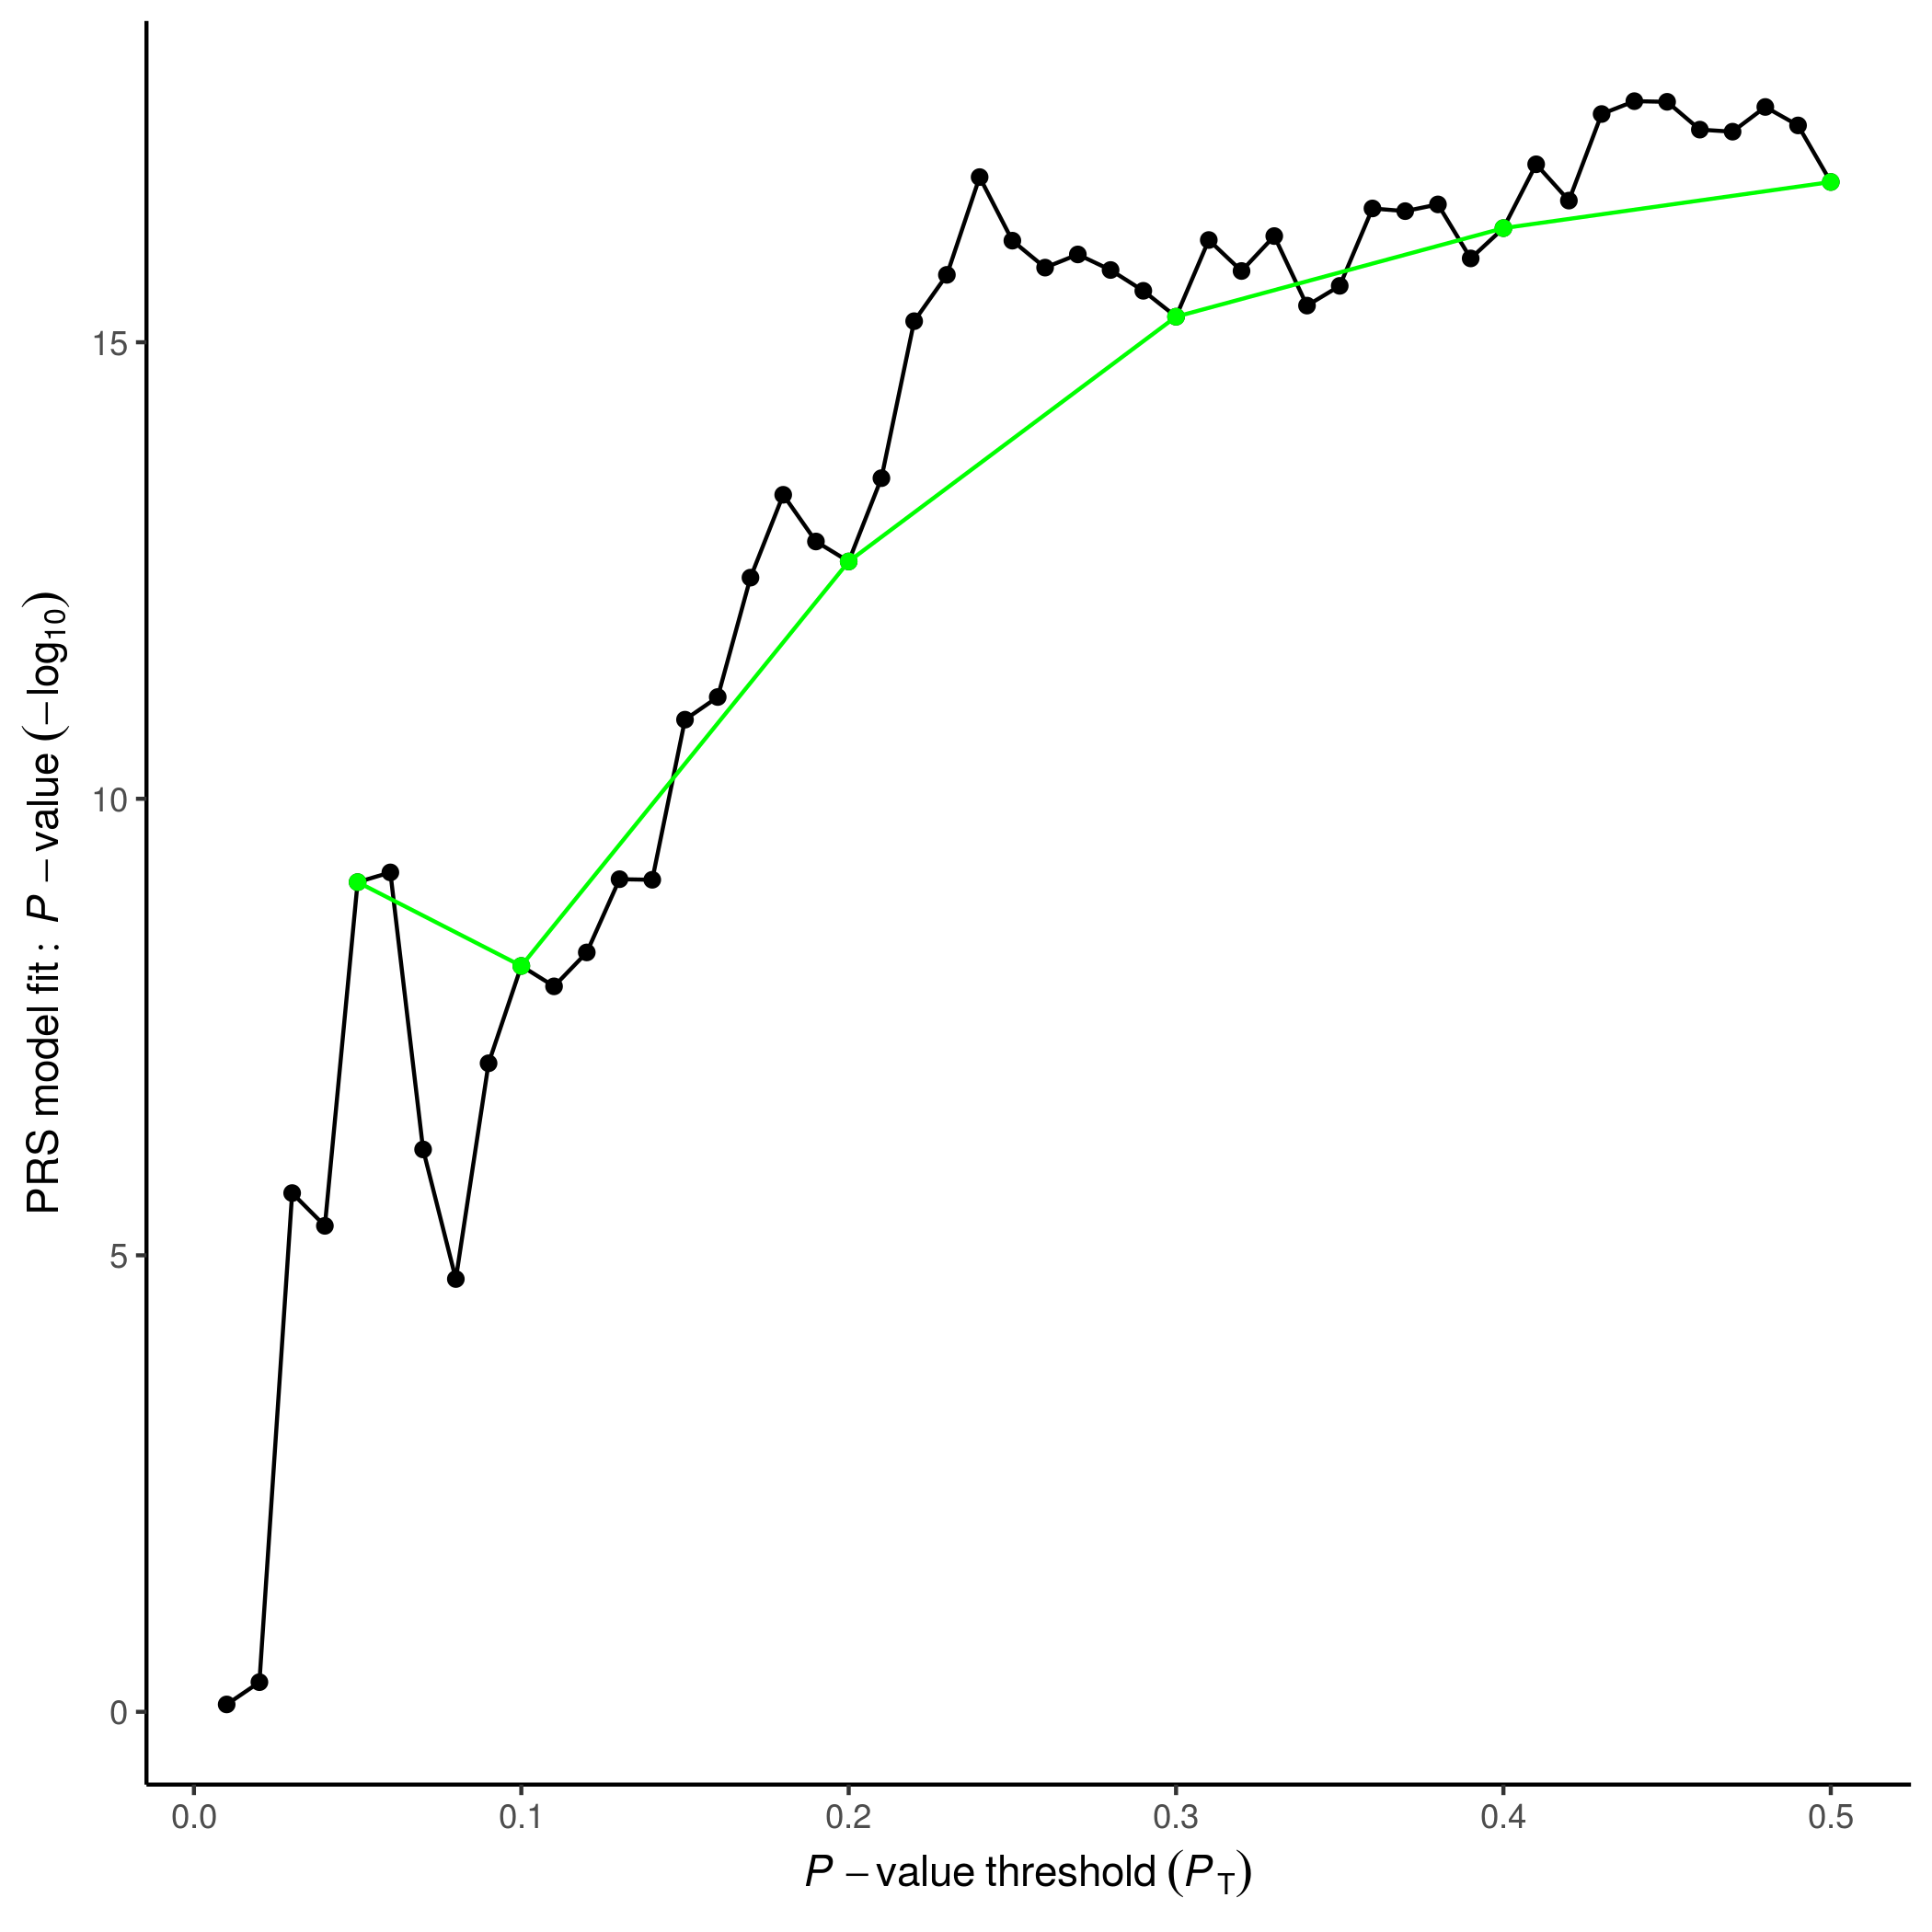 PRS model fit : P − value (−log10)
15
10
5
0
0.0 0.1 0.2 0.3 0.4 0.5
P − value threshold (PT)